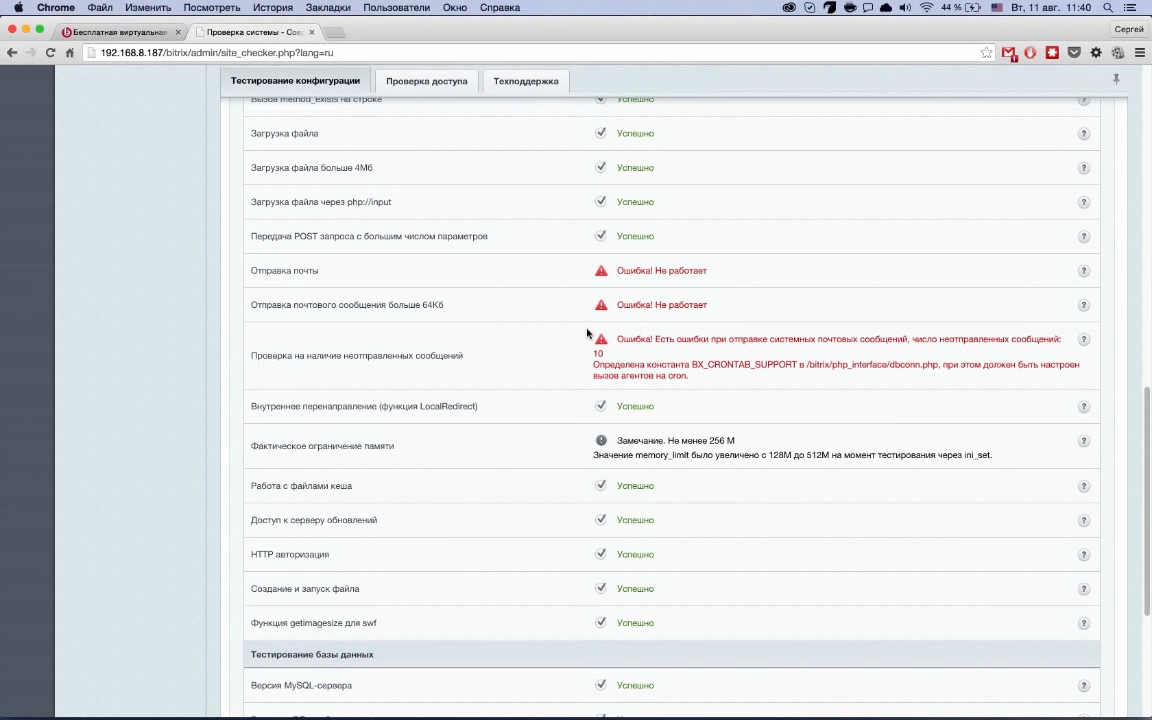 Chrome Файл Изменить Посмотреть История Закладки Пользователи Окно Справка 44 % Вт, 11 авг. 11:40
Бесплатная виртуальная × Проверка системы - Сов × Сергей
192.168.8.187/bitrix/admin/site_checker.php?lang=ru
Тестирование конфигурации Проверка доступа Техподдержка
Вызов method_exists на строке Успешно ?
Загрузка файла Успешно ?
Загрузка файла больше 4Мб Успешно ?
Загрузка файла через php://input Успешно ?
Передача POST запроса с большим числом параметров Успешно ?
Отправка почты Ошибка! Не работает ?
Отправка почтового сообщения больше 64Кб Ошибка! Не работает ?
Проверка на наличие неотправленных сообщений Ошибка! Есть ошибки при отправке системных почтовых сообщений, число неотправленных сообщений: ?
10
Определена константа BX_CRONTAB_SUPPORT в /bitrix/php_interface/dbconn.php, при этом должен быть настроен
вызов агентов на cron.
Внутреннее перенаправление (функция LocalRedirect) Успешно ?
Фактическое ограничение памяти Замечание. Не менее 256 M ?
Значение memory_limit было увеличено с 128M до 512M на момент тестирования через ini_set.
Работа с файлами кеша Успешно ?
Доступ к серверу обновлений Успешно ?
HTTP авторизация Успешно ?
Создание и запуск файла Успешно ?
Функция getimagesize для swf Успешно ?
Тестирование базы данных
Версия MySQL-сервера Успешно ?